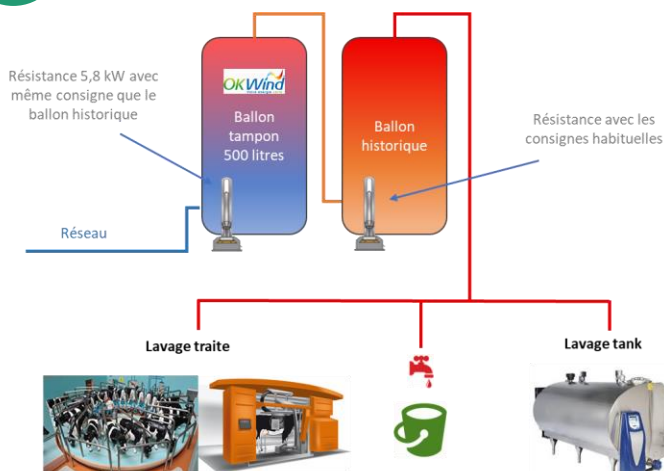 Résistance 5,8 kW avec
même consigne que le
ballon historique
OKWind
Ballon
tampon
500 litres
Ballon
historique
Résistance avec les
consignes habituelles
Réseau
Lavage traite
Lavage tank